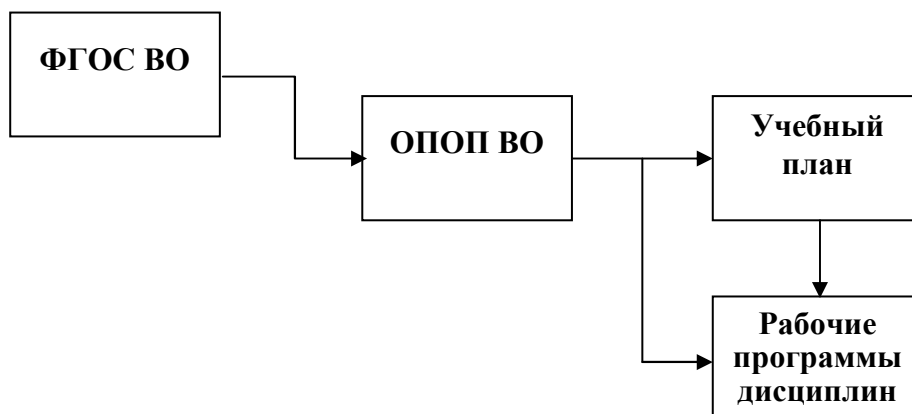 ФГОС ВО
ОПОП ВО
Учебный
план
Рабочие
программы
дисциплин